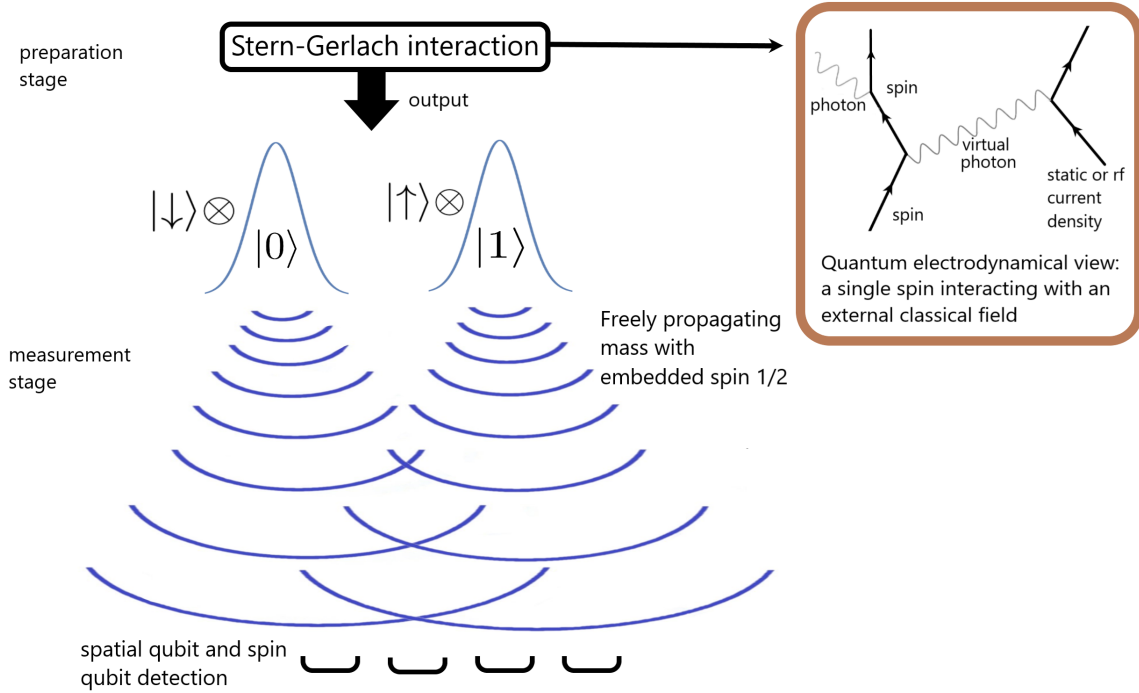 preparation
stage
Stern-Gerlach interaction
output
|↓⟩⊗
|0⟩
|↑⟩⊗
|1⟩
photon
spin
virtual
photon
spin
static or rf
current
density
Quantum electrodynamical view:
a single spin interacting with an
external classical field
measurement
stage
Freely propagating
mass with
embedded spin 1/2
spatial qubit and spin
qubit detection